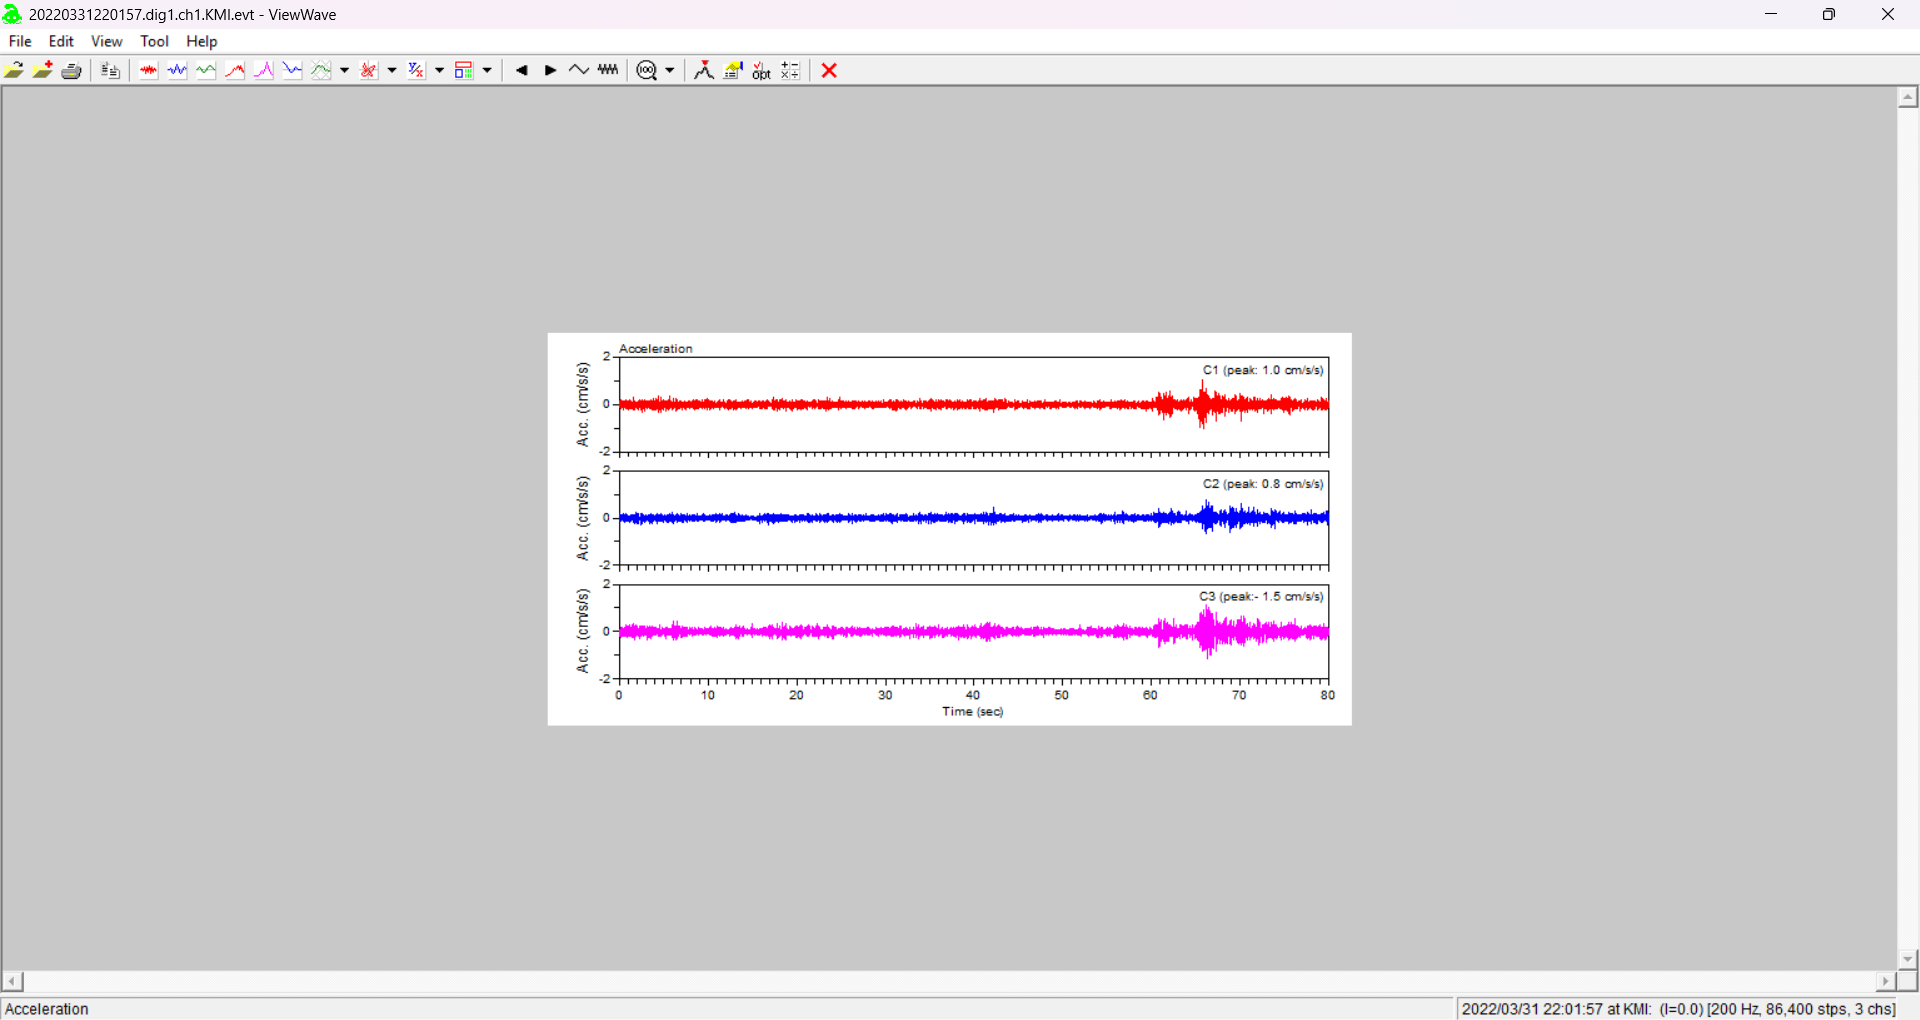 20220331220157.dig1.ch1.KMI.evt - ViewWave
File Edit View Tool Help
100 opt
Acceleration
C1 (peak: 1.0 cm/s/s)
Acc. (cm/s/s)
2
0
-2
C2 (peak: 0.8 cm/s/s)
Acc. (cm/s/s)
2
0
-2
C3 (peak:- 1.5 cm/s/s)
Acc. (cm/s/s)
2
0
-2
0 10 20 30 40 50 60 70 80
Time (sec)
Acceleration
2022/03/31 22:01:57 at KMI: (I=0.0) [200 Hz, 86,400 stps, 3 chs]